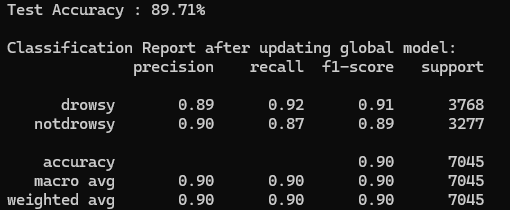 Test Accuracy : 89.71%
Classification Report after updating global model:
precision recall f1-score support
drowsy 0.89 0.92 0.91 3768
notdrowsy 0.90 0.87 0.89 3277
accuracy 0.90 7045
macro avg 0.90 0.90 0.90 7045
weighted avg 0.90 0.90 0.90 7045